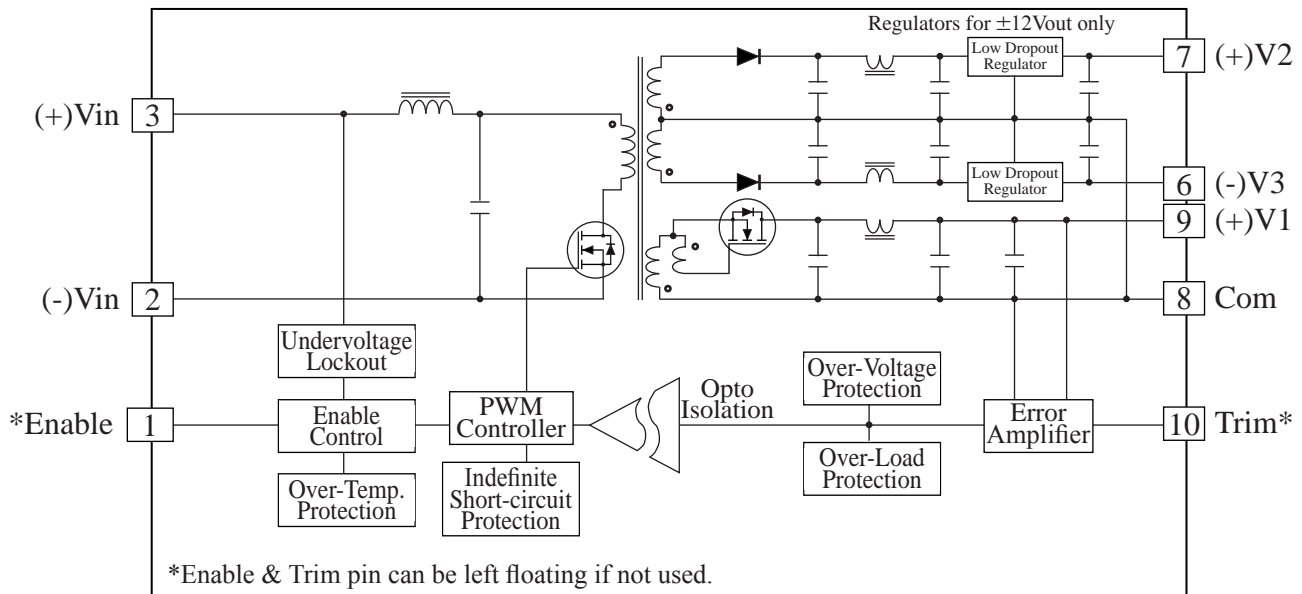 Regulators for ±12Vout only
Low Dropout
Regulator
7
(+)V2
(+)Vin
3
Low Dropout
Regulator
6
(-)V3
9
(+)V1
(-)Vin
2
8
Com
Undervoltage
Lockout
Over-Voltage
Protection
Opto
Isolation
*Enable
1
Enable
Control
PWM
Controller
Error
Amplifier
10
Trim*
Over-Temp.
Protection
Indefinite
Short-circuit
Protection
Over-Load
Protection
*Enable & Trim pin can be left floating if not used.